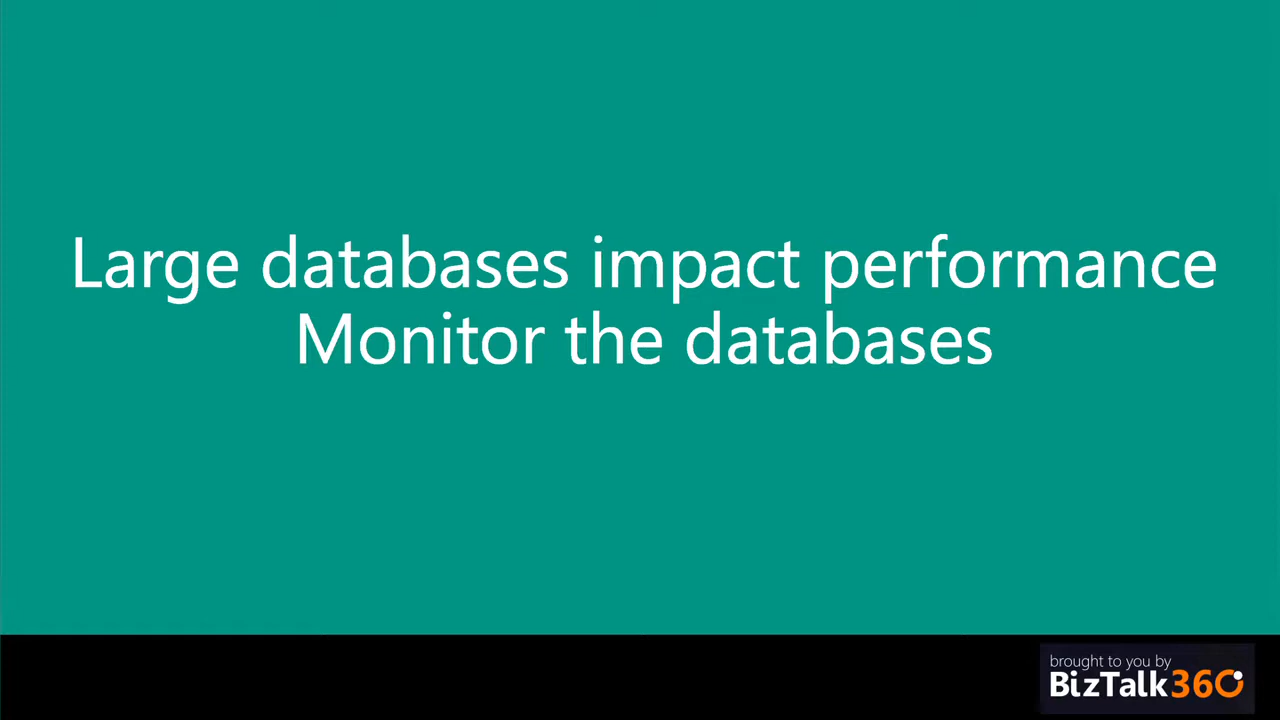 Large databases impact performance
Monitor the databases
brought to you by
BizTalk360